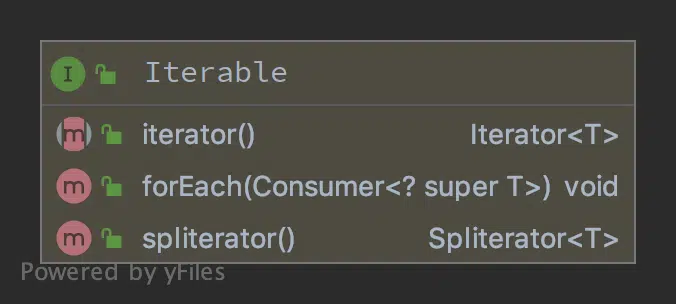 I Iterable
m iterator() Iterator<T>
m forEach(Consumer<? super T>) void
m spliterator() Spliterator<T>
Powered by yFiles